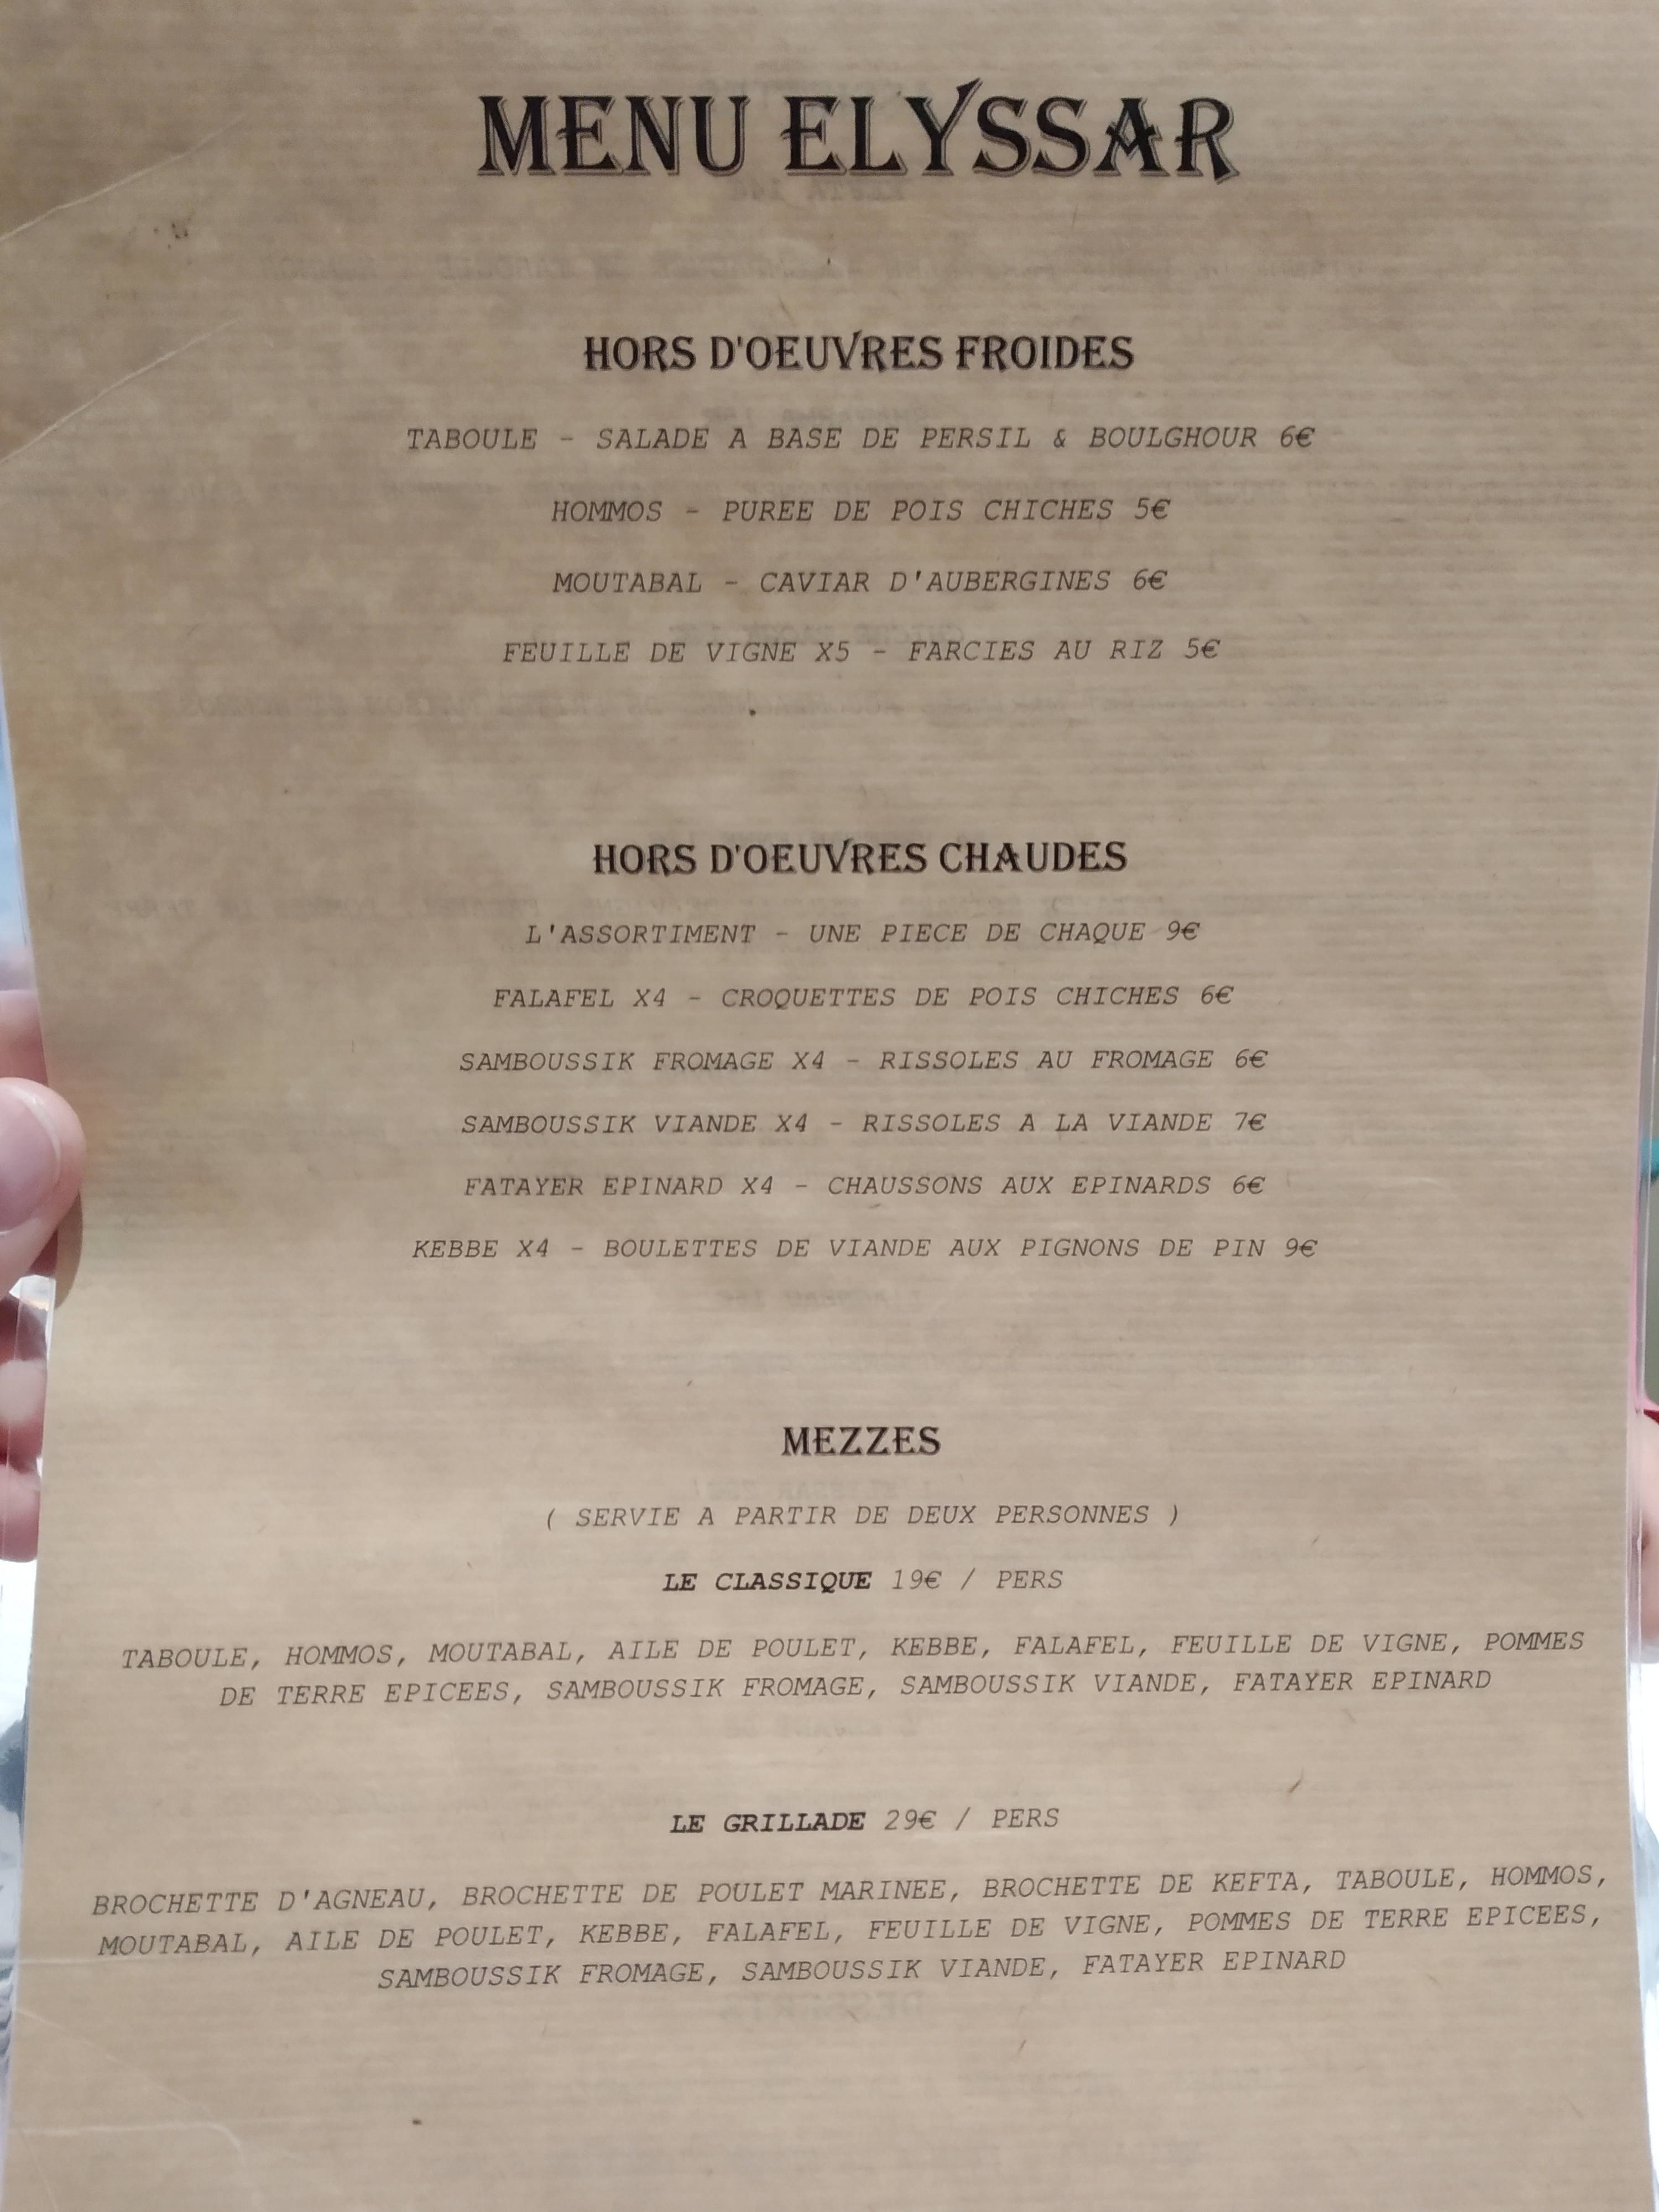 MENU ELYSSAR
HORS D'OEUVRES FROIDES
TABOULE - SALADE A BASE DE PERSIL & BOULGHOUR 6€
HOMMOS - PUREE DE POIS CHICHES 5€
MOUTABAL - CAVIAR D'AUBERGINES 6€
FEUILLE DE VIGNE X5 - FARCIES AU RIZ 5€
HORS D'OEUVRES CHAUDES
L'ASSORTIMENT - UNE PIECE DE CHAQUE 9€
FALAFEL X4 - CROQUETTES DE POIS CHICHES 6€
SAMBOUSSIK FROMAGE X4 - RISSOLES AU FROMAGE 6€
SAMBOUSSIK VIANDE X4 - RISSOLES A LA VIANDE 7€
FATAYER EPINARD X4 - CHAUSSONS AUX EPINARDS 6€
KEBBE X4 - BOULETTES DE VIANDE AUX PIGNONS DE PIN 9€
MEZZES
( SERVIE A PARTIR DE DEUX PERSONNES )
LE CLASSIQUE 19€ / PERS
TABOULE, HOMMOS, MOUTABAL, AILE DE POULET, KEBBE, FALAFEL, FEUILLE DE VIGNE, POMMES
DE TERRE EPICEES, SAMBOUSSIK FROMAGE, SAMBOUSSIK VIANDE, FATAYER EPINARD
LE GRILLADE 29€ / PERS
BROCHETTE D'AGNEAU, BROCHETTE DE POULET MARINEE, BROCHETTE DE KEFTA, TABOULE, HOMMOS,
MOUTABAL, AILE DE POULET, KEBBE, FALAFEL, FEUILLE DE VIGNE, POMMES DE TERRE EPICEES,
SAMBOUSSIK FROMAGE, SAMBOUSSIK VIANDE, FATAYER EPINARD